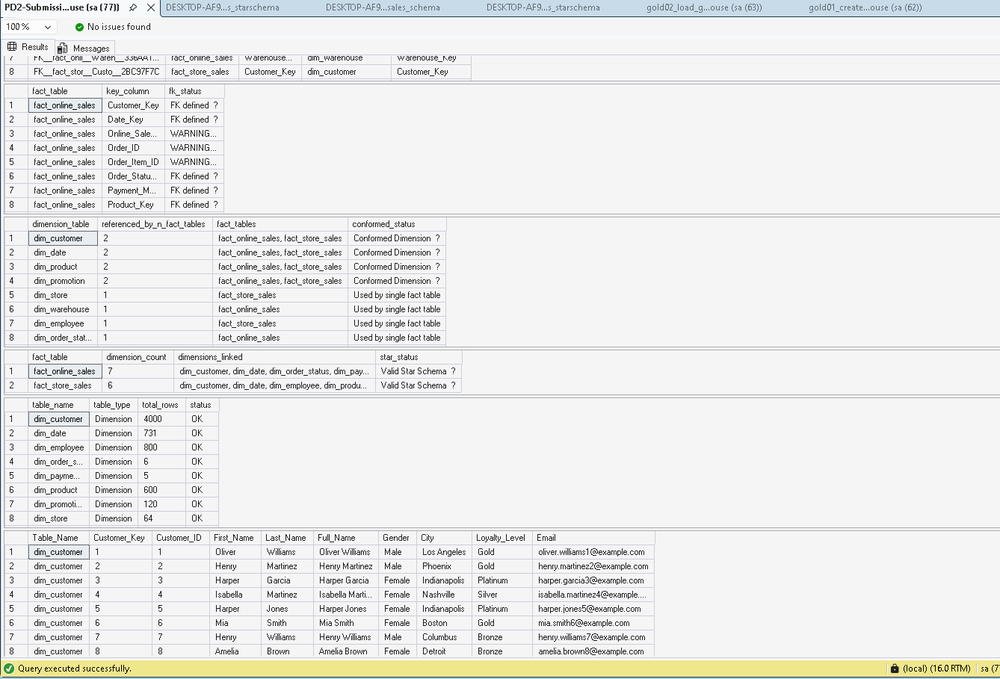 PD2-Submissi...use (sa (77)) DESKTOP-AF9...s_starschema DESKTOP-AF9...sales_schema DESKTOP-AF9...s_starschema gold02_load_g...ouse (sa (63)) gold01_create...ouse (sa (62))
100 % No issues found
Results Messages
7 FK__fact_onli__Waren__336AA1... fact_online_sales Warehouse... dim_warehouse Warehouse_Key
8 FK__fact_stor__Custo__2BC97F7C fact_store_sales Customer_Key dim_customer Customer_Key
fact_table key_column fk_status
1 fact_online_sales Customer_Key FK defined ?
2 fact_online_sales Date_Key FK defined ?
3 fact_online_sales Online_Sale... WARNING...
4 fact_online_sales Order_ID WARNING...
5 fact_online_sales Order_Item_ID WARNING...
6 fact_online_sales Order_Statu... FK defined ?
7 fact_online_sales Payment_M... FK defined ?
8 fact_online_sales Product_Key FK defined ?
dimension_table referenced_by_n_fact_tables fact_tables conformed_status
1 dim_customer 2 fact_online_sales, fact_store_sales Conformed Dimension ?
2 dim_date 2 fact_online_sales, fact_store_sales Conformed Dimension ?
3 dim_product 2 fact_online_sales, fact_store_sales Conformed Dimension ?
4 dim_promotion 2 fact_online_sales, fact_store_sales Conformed Dimension ?
5 dim_store 1 fact_store_sales Used by single fact table
6 dim_warehouse 1 fact_online_sales Used by single fact table
7 dim_employee 1 fact_store_sales Used by single fact table
8 dim_order_stat... 1 fact_online_sales Used by single fact table
fact_table dimension_count dimensions_linked star_status
1 fact_online_sales 7 dim_customer, dim_date, dim_order_status, dim_pay... Valid Star Schema ?
2 fact_store_sales 6 dim_customer, dim_date, dim_employee, dim_produ... Valid Star Schema ?
table_name table_type total_rows status
1 dim_customer Dimension 4000 OK
2 dim_date Dimension 731 OK
3 dim_employee Dimension 800 OK
4 dim_order_s... Dimension 6 OK
5 dim_payme... Dimension 5 OK
6 dim_product Dimension 600 OK
7 dim_promoti... Dimension 120 OK
8 dim_store Dimension 64 OK
Table_Name Customer_Key Customer_ID First_Name Last_Name Full_Name Gender City Loyalty_Level Email
1 dim_customer 1 1 Oliver Williams Oliver Williams Male Los Angeles Gold oliver.williams1@example.com
2 dim_customer 2 2 Henry Martinez Henry Martinez Male Phoenix Gold henry.martinez2@example.com
3 dim_customer 3 3 Harper Garcia Harper Garcia Female Indianapolis Platinum harper.garcia3@example.com
4 dim_customer 4 4 Isabella Martinez Isabella Marti... Female Nashville Silver isabella.martinez4@example....
5 dim_customer 5 5 Harper Jones Harper Jones Female Indianapolis Platinum harper.jones5@example.com
6 dim_customer 6 6 Mia Smith Mia Smith Female Boston Gold mia.smith6@example.com
7 dim_customer 7 7 Henry Williams Henry Williams Male Columbus Bronze henry.williams7@example.com
8 dim_customer 8 8 Amelia Brown Amelia Brown Female Detroit Bronze amelia.brown8@example.com
Query executed successfully. (local) (16.0 RTM) sa (77